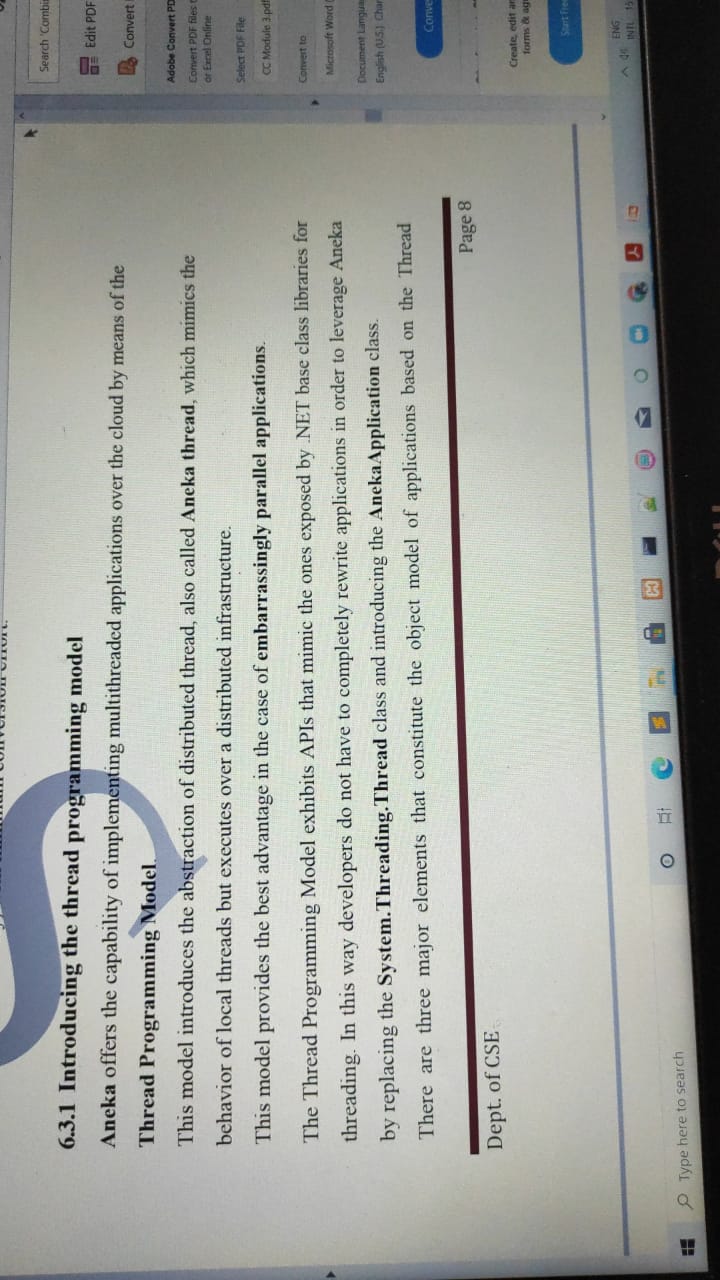 6.3.1 Introducing the thread programming model
Aneka offers the capability of implementing multithreaded applications over the cloud by means of the
Thread Programming Model.
This model introduces the abstraction of distributed thread, also called Aneka thread, which mimics the
behavior of local threads but executes over a distributed infrastructure.
This model provides the best advantage in the case of embarrassingly parallel applications.
The Thread Programming Model exhibits APIs that mimic the ones exposed by .NET base class libraries for
threading. In this way developers do not have to completely rewrite applications in order to leverage Aneka
by replacing the System.Threading.Thread class and introducing the AnekaApplication class.
There are three major elements that constitute the object model of applications based on the Thread
Dept. of CSE
Page 8
Search 'Combi
Edit PDF
Convert
Adobe Convert PD
Convert PDF files
or Excel Online
Select PDF File
CC Module 3.pdf
Convert to
Microsoft Word
Document Langua
English (U.S.) Chan
Conve
Create, edit an
forms & ag
Start Fre
Type here to search
ENG
INTL